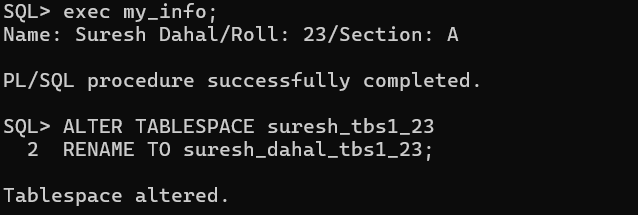 SQL> exec my_info;
Name: Suresh Dahal/Roll: 23/Section: A
PL/SQL procedure successfully completed.
SQL> ALTER TABLESPACE suresh_tbs1_23
  2  RENAME TO suresh_dahal_tbs1_23;
Tablespace altered.